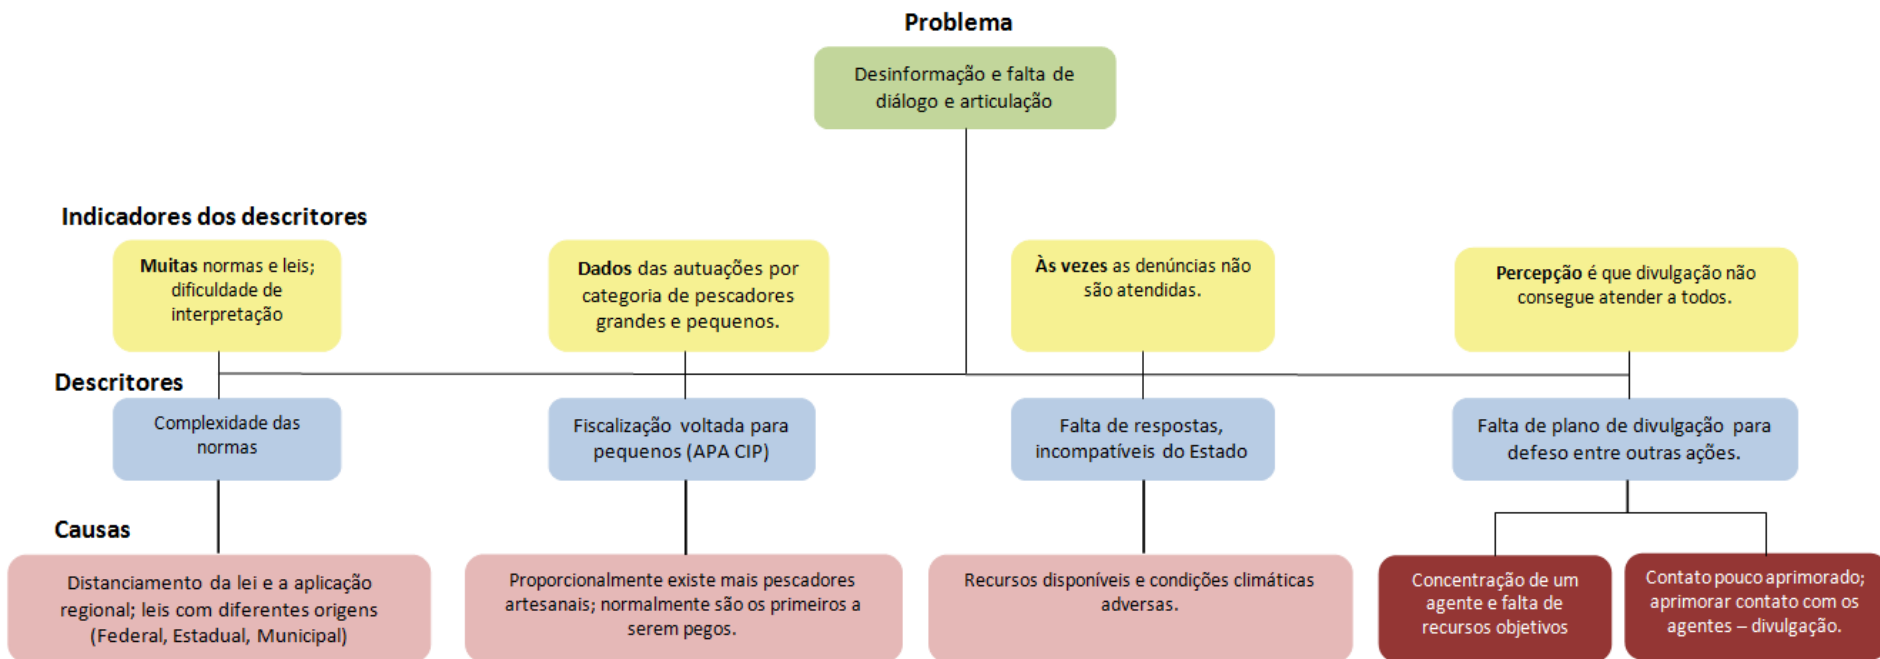 Problema
Desinformação e falta de
diálogo e articulação
Indicadores dos descritores
Muitas normas e leis;
dificuldade de
interpretação
Dados das autuações por
categoria de pescadores
grandes e pequenos.
Às vezes as denúncias não
são atendidas.
Percepção é que divulgação não
consegue atender a todos.
Descritores
Complexidade das
normas
Fiscalização voltada para
pequenos (APA CIP)
Falta de respostas,
incompatíveis do Estado
Falta de plano de divulgação para
defeso entre outras ações.
Causas
Distanciamento da lei e a aplicação
regional; leis com diferentes origens
(Federal, Estadual, Municipal)
Proporcionalmente existe mais pescadores
artesanais; normalmente são os primeiros a
serem pegos.
Recursos disponíveis e condições climáticas
adversas.
Concentração de um
agente e falta de
recursos objetivos
Contato pouco aprimorado;
aprimorar contato com os
agentes – divulgação.